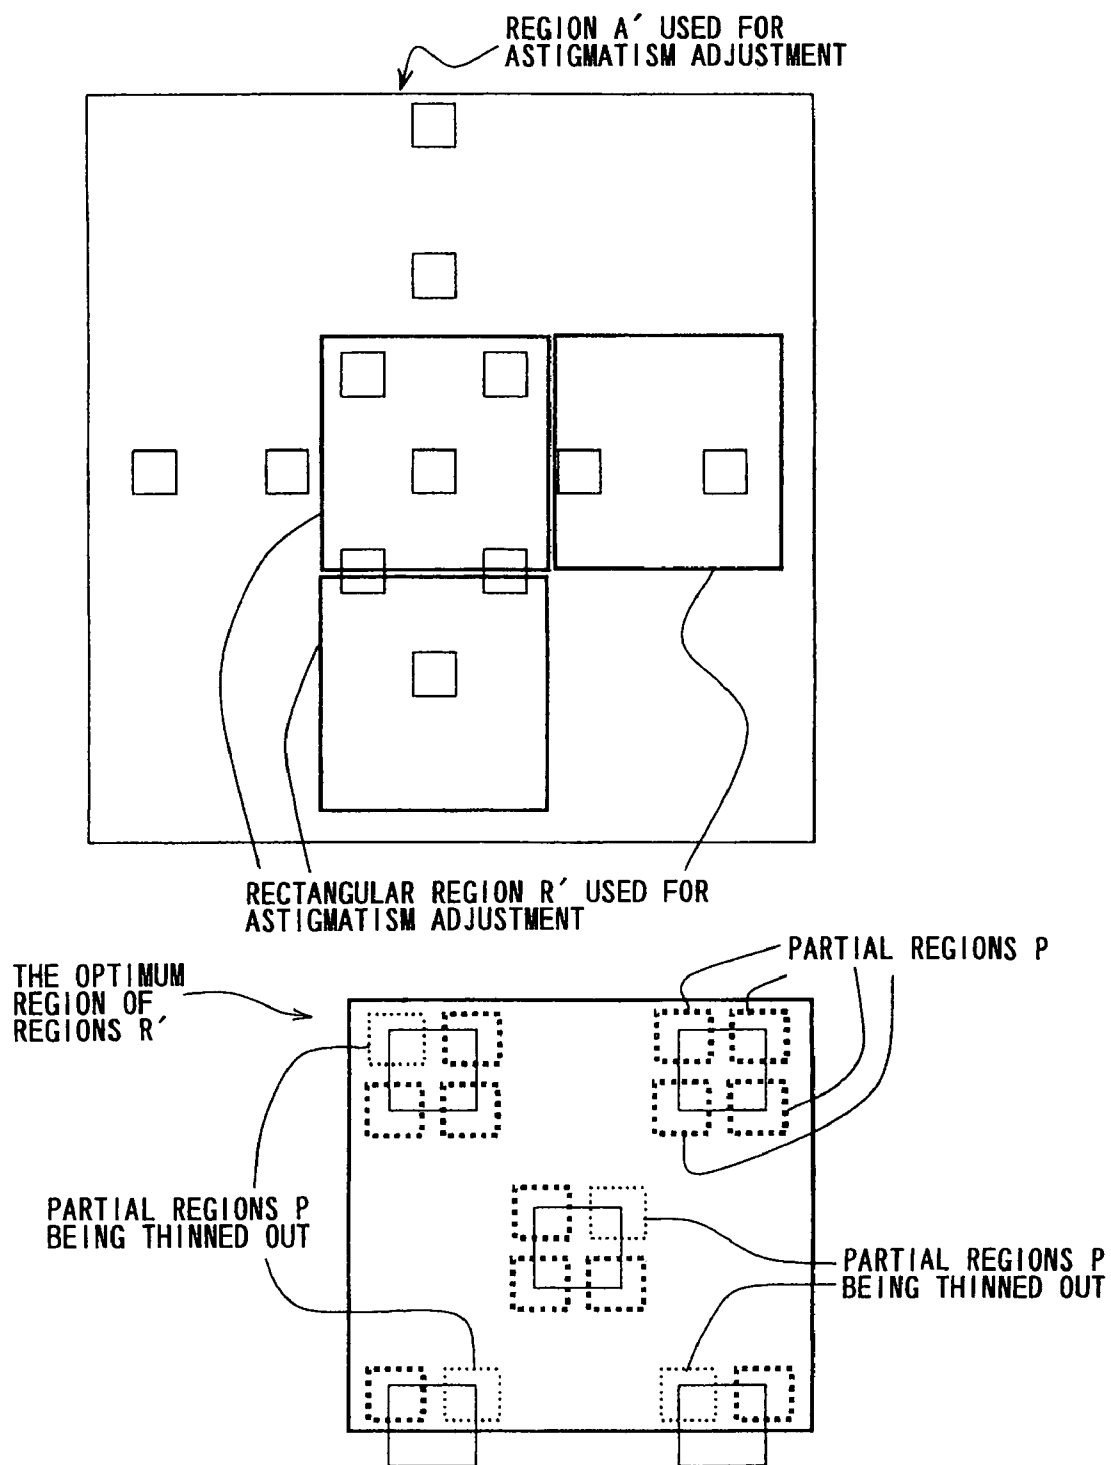 REGION A′ USED FOR
ASTIGMATISM ADJUSTMENT
RECTANGULAR REGION R′ USED FOR
ASTIGMATISM ADJUSTMENT
PARTIAL REGIONS P
THE OPTIMUM
REGION OF
REGIONS R′
PARTIAL REGIONS P
BEING THINNED OUT
PARTIAL REGIONS P
BEING THINNED OUT